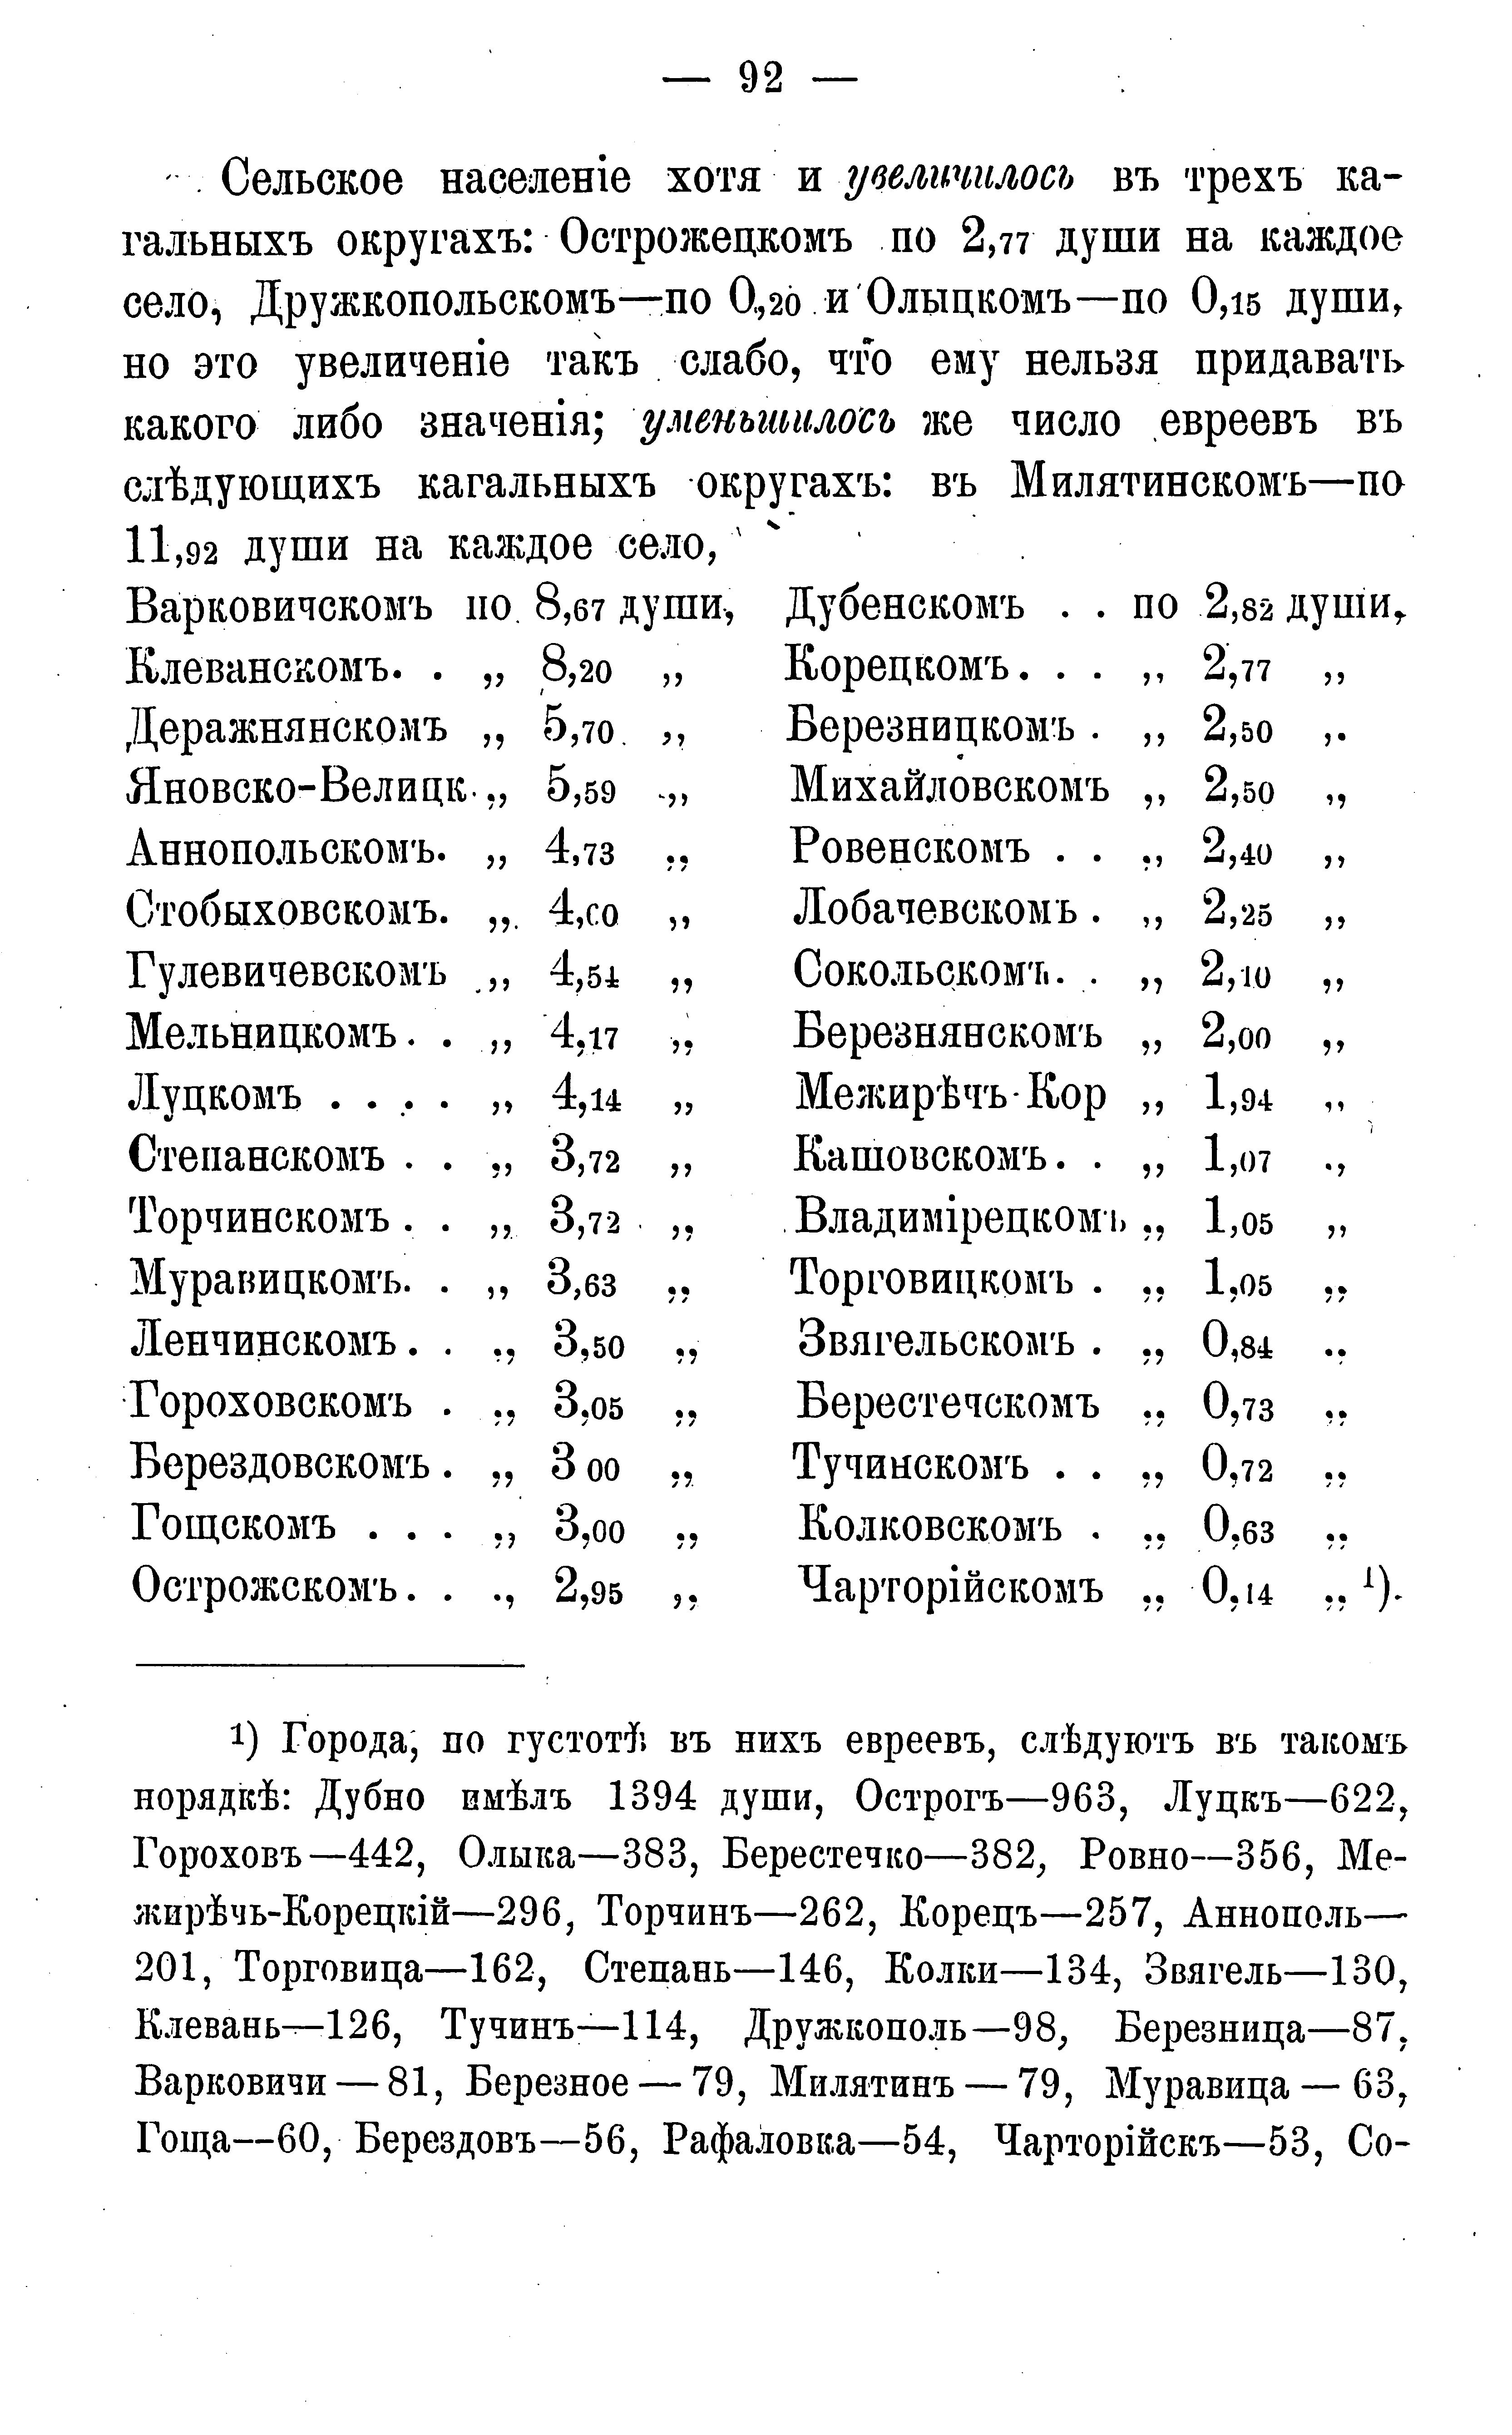 — 92 —
Сельское населеніе хотя и увеличилось въ трехъ ка-
гальныхъ округахъ: Острожецкомъ по 2,77 души на каждое
село, Дружкопольскомъ—по 0,20 и Олыцкомъ—по 0,15 души,
но это увеличеніе такъ слабо, что ему нельзя придавать
какого либо значенія; уменьшилось же число евреевъ въ
слѣдующихъ кагальныхъ округахъ: въ Милятинскомъ—по
11,92 души на каждое село,
Варковичскомъ по 8,67 души, Дубенскомъ . . по 2,82 души,
Клеванскомъ. . „ 8,20 „ Корецкомъ. . . „ 2,77 „
Деражнянскомъ „ 5,70 „ Березницкомъ . „ 2,50 „
Яновско-Велицк. „ 5,59 „ Михайловскомъ „ 2,50 „
Аннопольскомъ. „ 4,73 „ Ровенскомъ . . „ 2,40 „
Стобыховскомъ. „ 4,60 „ Лобачевскомъ . „ 2,25 „
Гулевичевскомъ „ 4,54 „ Сокольскомъ. . „ 2,10 „
Мельницкомъ. . „ 4,17 „ Березнянскомъ „ 2,00 „
Луцкомъ . . . . „ 4,14 „ Межирѣчъ-Кор „ 1,94 „
Степанскомъ . . „ 3,72 „ Кашовскомъ. . „ 1,07 „
Торчинскомъ . . „ 3,72 „ Владимірецкомъ „ 1,05 „
Муравицкомъ. . „ 3,63 „ Торговицкомъ . „ 1,05 „
Ленчинскомъ. . „ 3,50 „ Звягельскомъ . „ 0,84 „
Гороховскомъ . „ 3,05 „ Берестечскомъ „ 0,73 „
Берездовскомъ. „ 3 00 „ Тучинскомъ . . „ 0,72 „
Гощскомъ . . . „ 3,00 „ Колковскомъ . „ 0,63 „
Острожскомъ. . „ 2,95 „ Чарторійскомъ „ 0,14 „ ¹).
¹) Города, по густотѣ въ нихъ евреевъ, слѣдуютъ въ такомъ
порядкѣ: Дубно имѣлъ 1394 души, Острогъ—963, Луцкъ—622,
Гороховъ—442, Олыка—383, Берестечко—382, Ровно—356, Ме-
жирѣчь-Корецкій—296, Торчинъ—262, Корецъ—257, Аннополь—
201, Торговица—162, Степань—146, Колки—134, Звягель—130,
Клевань—126, Тучинъ—114, Дружкополь—98, Березница—87,
Варковичи — 81, Березное — 79, Милятинъ — 79, Муравица — 63,
Гоща—60, Берездовъ—56, Рафаловка—54, Чарторійскъ—53, Со-